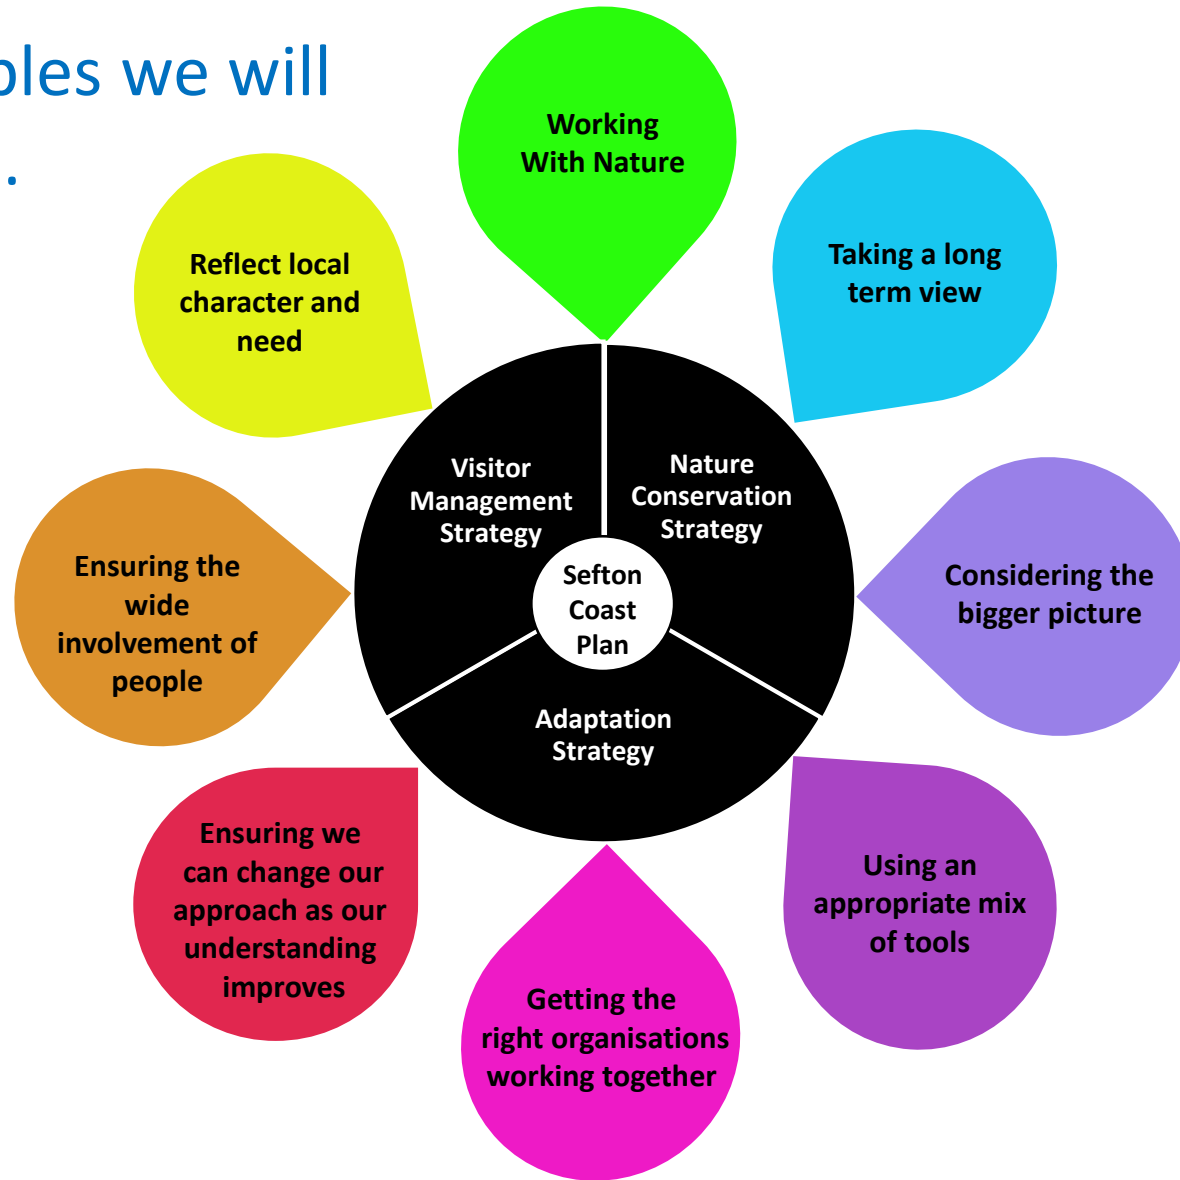 ples we will
.
Working
With Nature
Taking a long
term view
Considering the
bigger picture
Using an
appropriate mix
of tools
Getting the
right organisations
working together
Ensuring we
can change our
approach as our
understanding
improves
Ensuring the
wide
involvement of
people
Reflect local
character and
need
Visitor
Management
Strategy
Nature
Conservation
Strategy
Adaptation
Strategy
Sefton
Coast
Plan